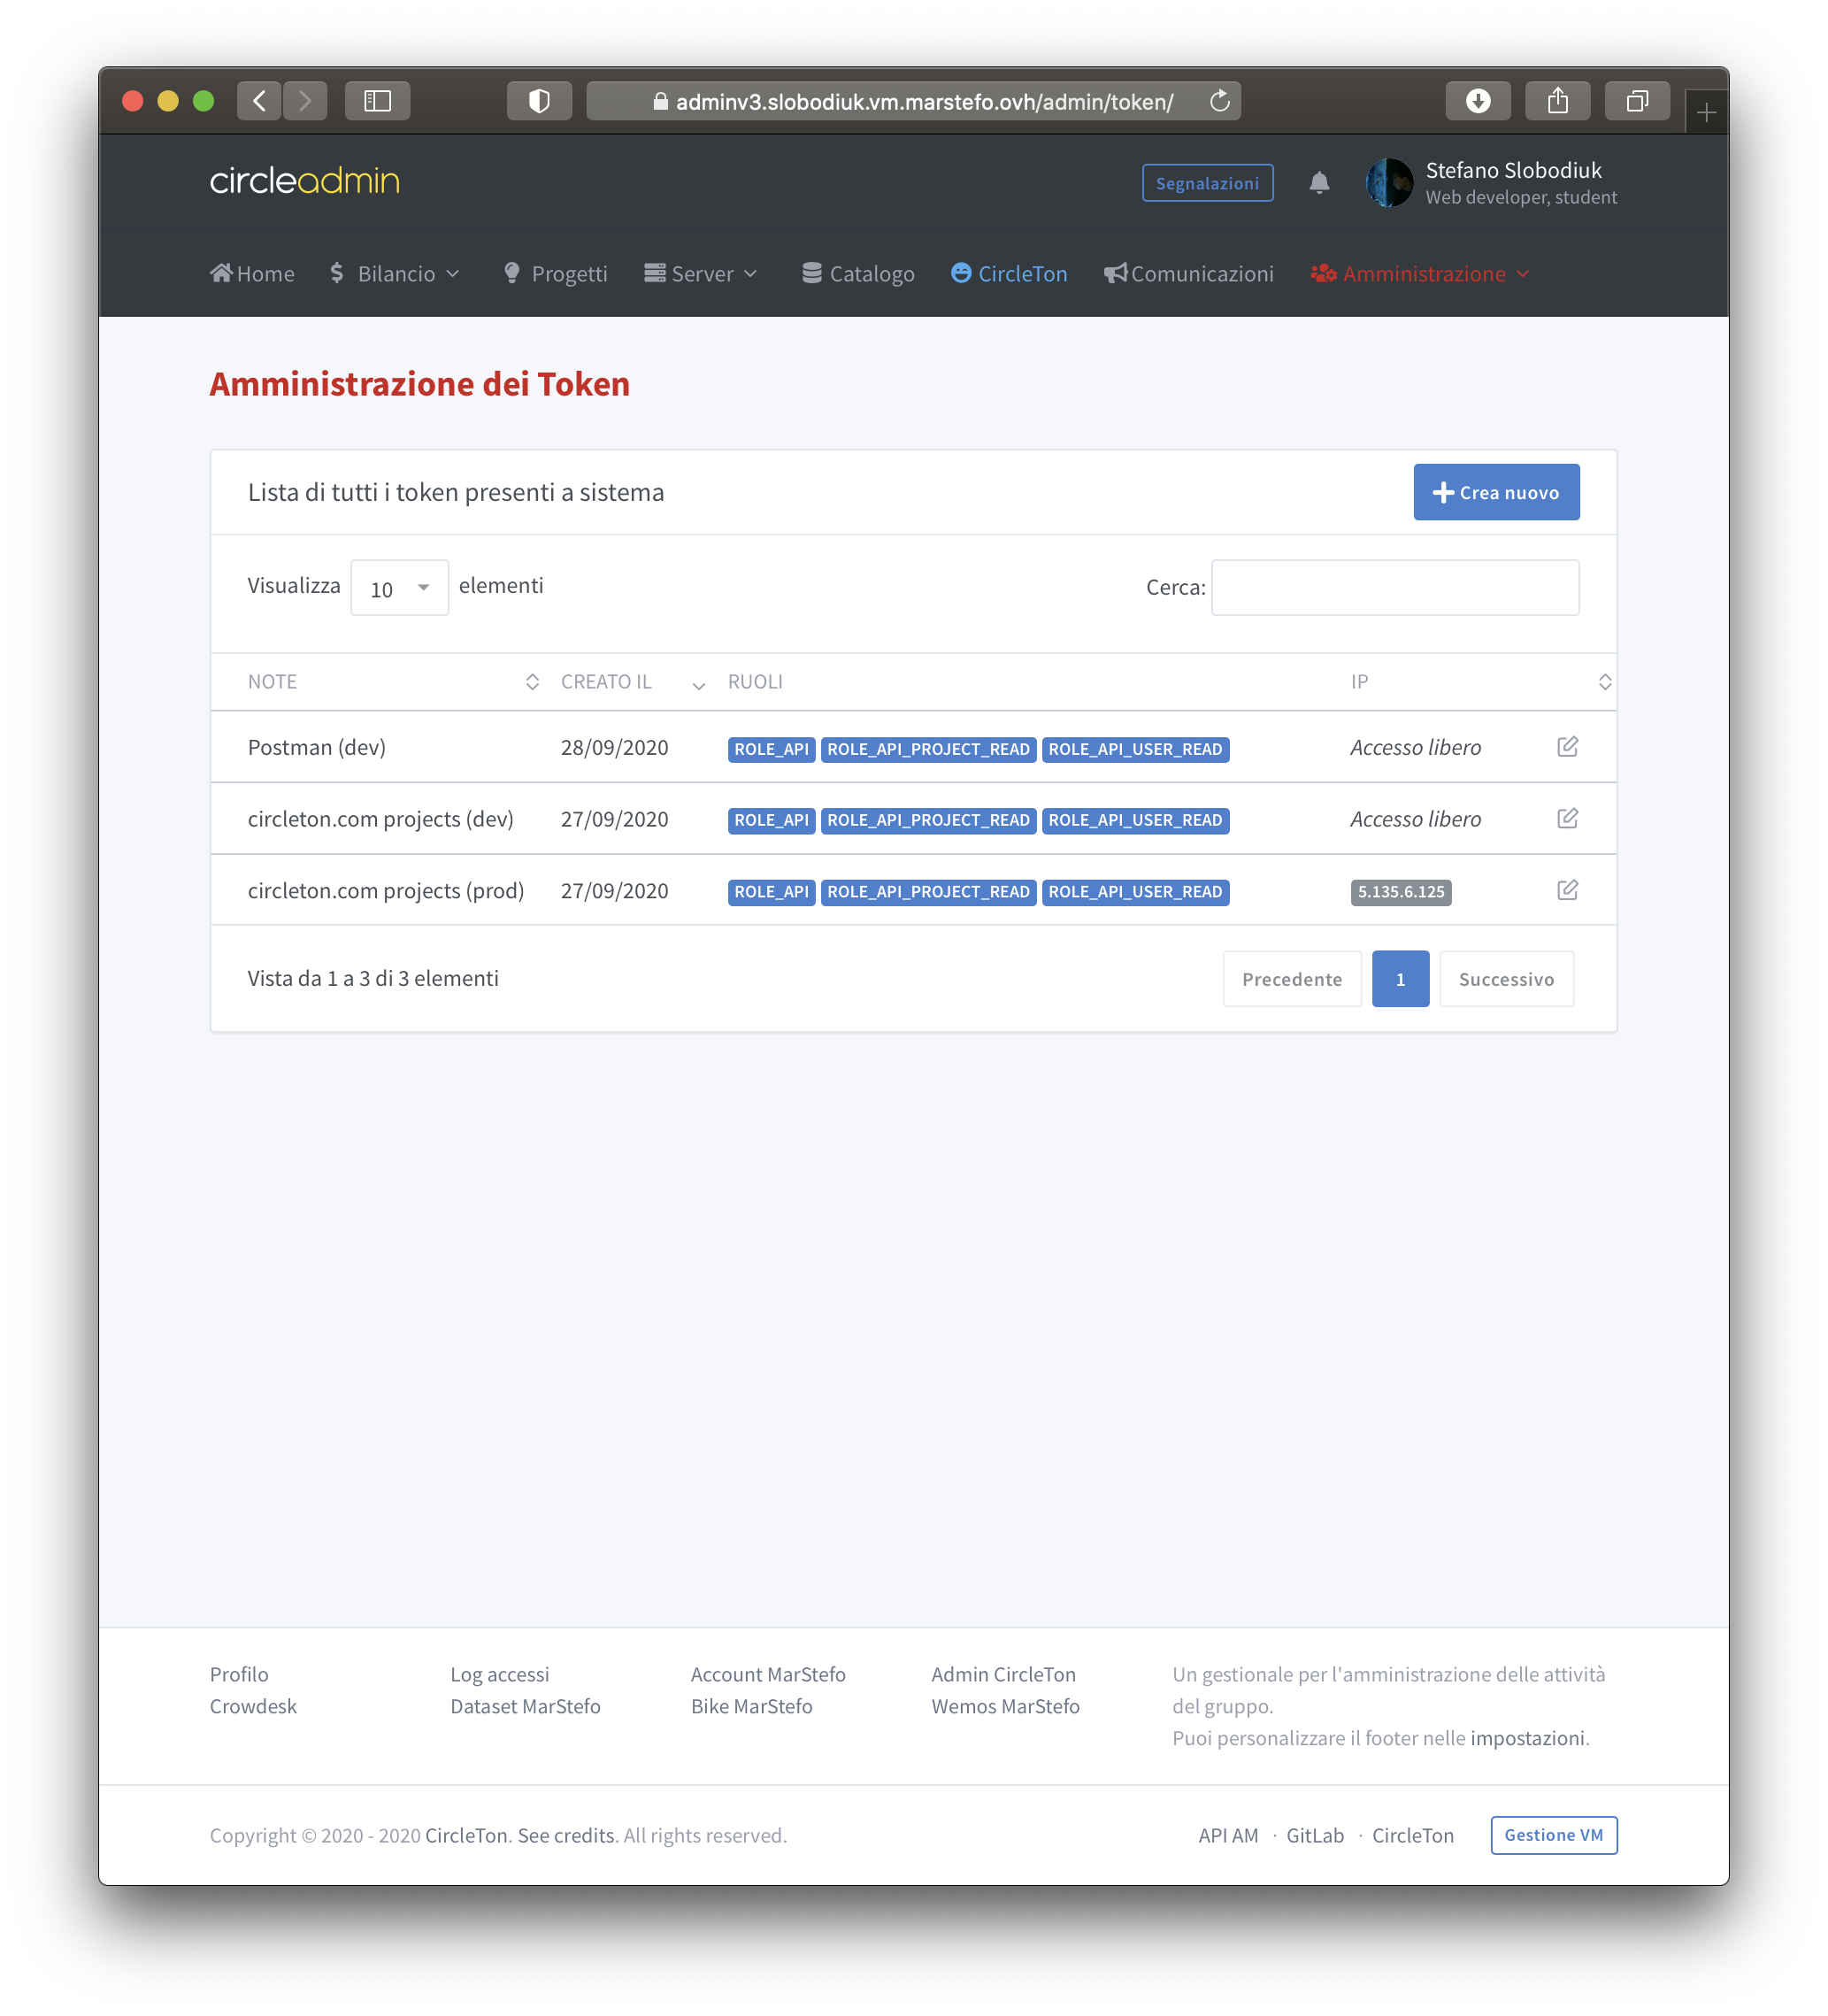 adminv3.slobodiuk.vm.marstefo.ovh/admin/token/
circleadmin
Segnalazioni
Stefano Slobodiuk
Web developer, student
Home Bilancio Progetti Server Catalogo CircleTon Comunicazioni Amministrazione
Amministrazione dei Token
Lista di tutti i token presenti a sistema Crea nuovo
Visualizza 10 elementi Cerca:
NOTE CREATO IL RUOLI IP
Postman (dev) 28/09/2020 ROLE_API ROLE_API_PROJECT_READ ROLE_API_USER_READ Accesso libero
circleton.com projects (dev) 27/09/2020 ROLE_API ROLE_API_PROJECT_READ ROLE_API_USER_READ Accesso libero
circleton.com projects (prod) 27/09/2020 ROLE_API ROLE_API_PROJECT_READ ROLE_API_USER_READ 5.135.6.125
Vista da 1 a 3 di 3 elementi Precedente 1 Successivo
Profilo Log accessi Account MarStefo Admin CircleTon Un gestionale per l'amministrazione delle attività
Crowdesk Dataset MarStefo Bike MarStefo Wemos MarStefo del gruppo.
Puoi personalizzare il footer nelle impostazioni.
Copyright © 2020 - 2020 CircleTon. See credits. All rights reserved. API AM · GitLab · CircleTon Gestione VM